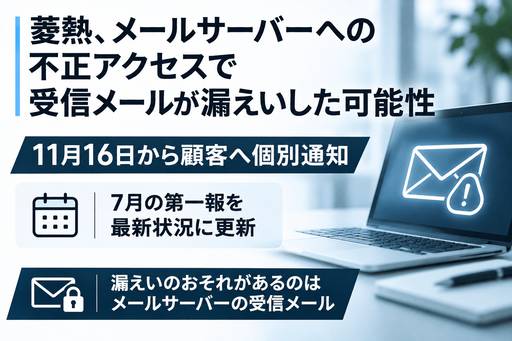 菱熱、メールサーバーへの
不正アクセスで
受信メールが漏えいした可能性
11月16日から顧客へ個別通知
7月の第一報を
最新状況に更新
漏えいのおそれがあるのは
メールサーバーの受信メール